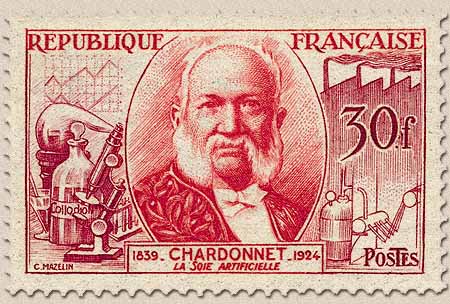 REPUBLIQUE FRANÇAISE
30f
Collodion
1839 _ CHARDONNET _ 1924
LA SOIE ARTIFICIELLE
POSTES
C. MAZELIN